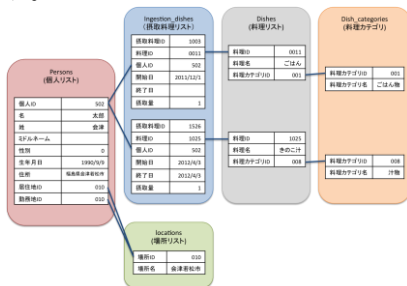 Persons
(個人リスト)
個人ID 502
名 太郎
姓 会津
ミドルネーム
性別 0
生年月日 1990/9/9
住所 福島県会津若松市
居住地ID 010
勤務地ID 010
Ingestion_dishes
(摂取料理リスト)
摂取料理ID 1003
料理ID 0011
個人ID 502
開始日 2011/12/1
終了日
摂取量 1
摂取料理ID 1526
料理ID 1025
個人ID 502
開始日 2012/4/3
終了日 2012/4/3
摂取量 1
Dishes
(料理リスト)
料理ID 0011
料理名 ごはん
料理カテゴリID 001
料理ID 1025
料理名 きのこ汁
料理カテゴリID 008
Dish_categories
(料理カテゴリ)
料理カテゴリID 001
料理カテゴリ名 ごはん物
料理カテゴリID 008
料理カテゴリ名 汁物
locations
(場所リスト)
場所ID 010
場所名 会津若松市